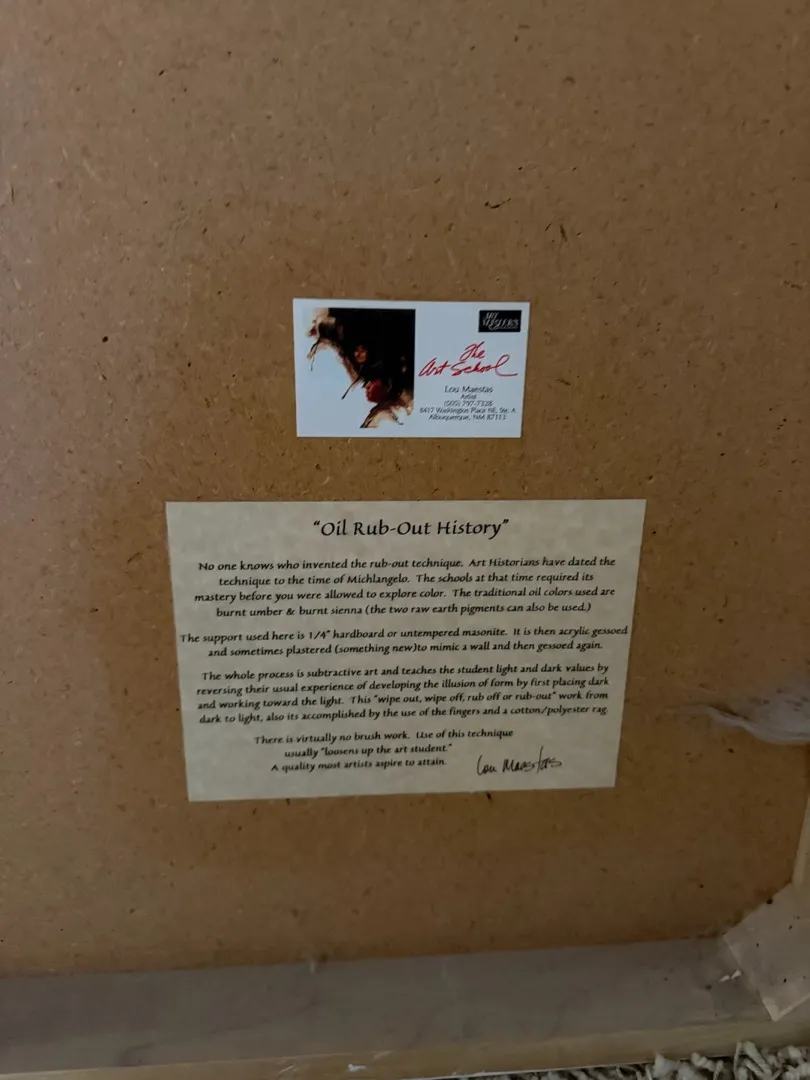 ART
MASTER'S
The
Art School
Lou Maestas
Artist
(505) 797-7328
8417 Washington Place NE, Ste. A
Albuquerque, NM 87113
"Oil Rub-Out History"
No one knows who invented the rub-out technique. Art Historians have dated the
technique to the time of Michlangelo. The schools at that time required its
mastery before you were allowed to explore color. The traditional oil colors used are
burnt umber & burnt sienna (the two raw earth pigments can also be used.)
The support used here is 1/4" hardboard or untempered masonite. It is then acrylic gessoed
and sometimes plastered (something new)to mimic a wall and then gessoed again.
The whole process is subtractive art and teaches the student light and dark values by
reversing their usual experience of developing the illusion of form by first placing dark
and working toward the light. This "wipe out, wipe off, rub off or rub-out" work from
dark to light, also its accomplished by the use of the fingers and a cotton/polyester rag.
There is virtually no brush work. Use of this technique
usually "loosens up the art student."
A quality most artists aspire to attain.
Lou Maestas